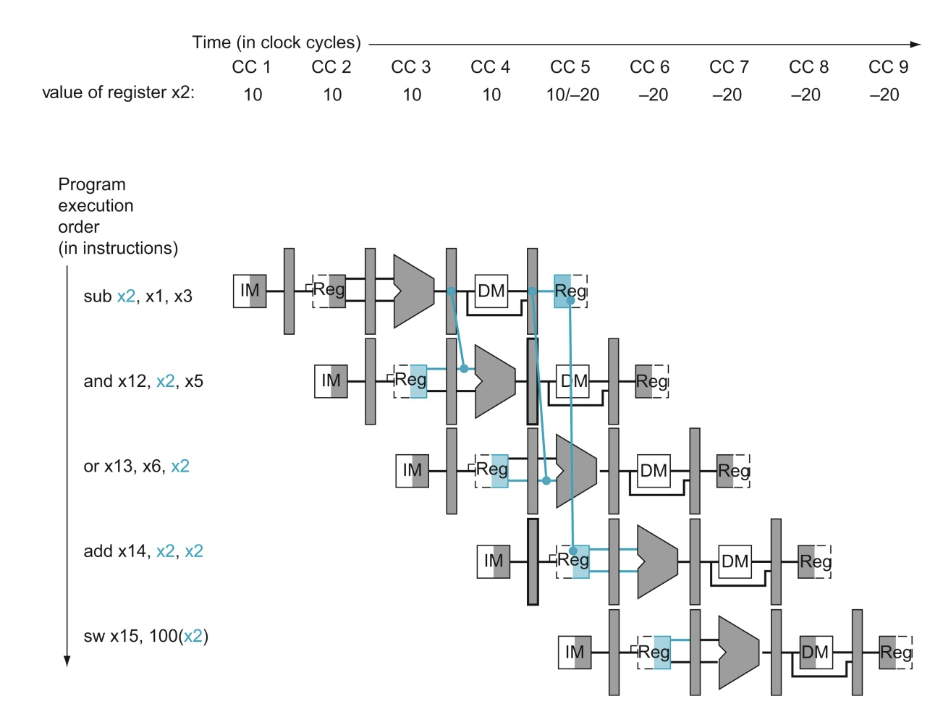 Time (in clock cycles)
CC 1 CC 2 CC 3 CC 4 CC 5 CC 6 CC 7 CC 8 CC 9
value of register x2: 10 10 10 10 10/–20 –20 –20 –20 –20
Program
execution
order
(in instructions)
sub x2, x1, x3 IM Reg DM Reg
and x12, x2, x5 IM Reg DM Reg
or x13, x6, x2 IM Reg DM Reg
add x14, x2, x2 IM Reg DM Reg
sw x15, 100(x2) IM Reg DM Reg